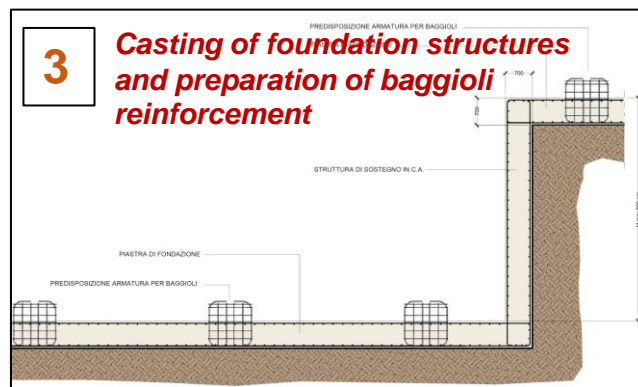 3
Casting of foundation structures
and preparation of baggioli
reinforcement
PREDISPOSIZIONE ARMATURA PER BAGGIOLI
700
700
STRUTTURA DI SOSTEGNO IN C.A.
PIASTRA DI FONDAZIONE
PREDISPOSIZIONE ARMATURA PER BAGGIOLI